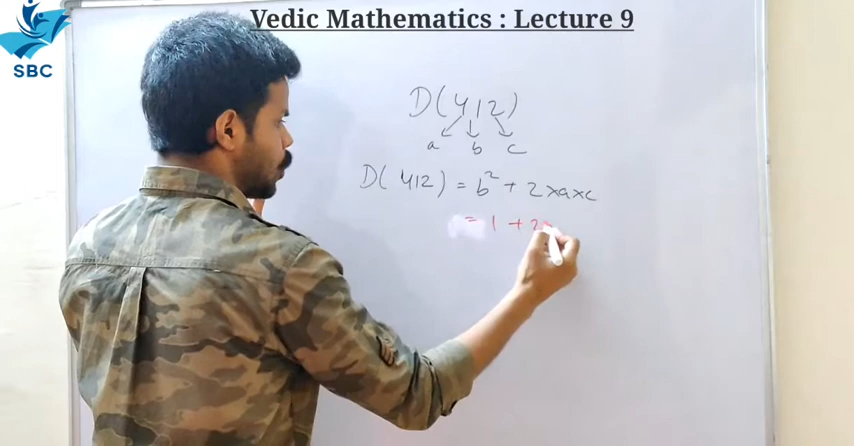 Vedic Mathematics : Lecture 9
SBC
D(412)
a b c
D(412) = b² + 2×a×c
= 1 + 2